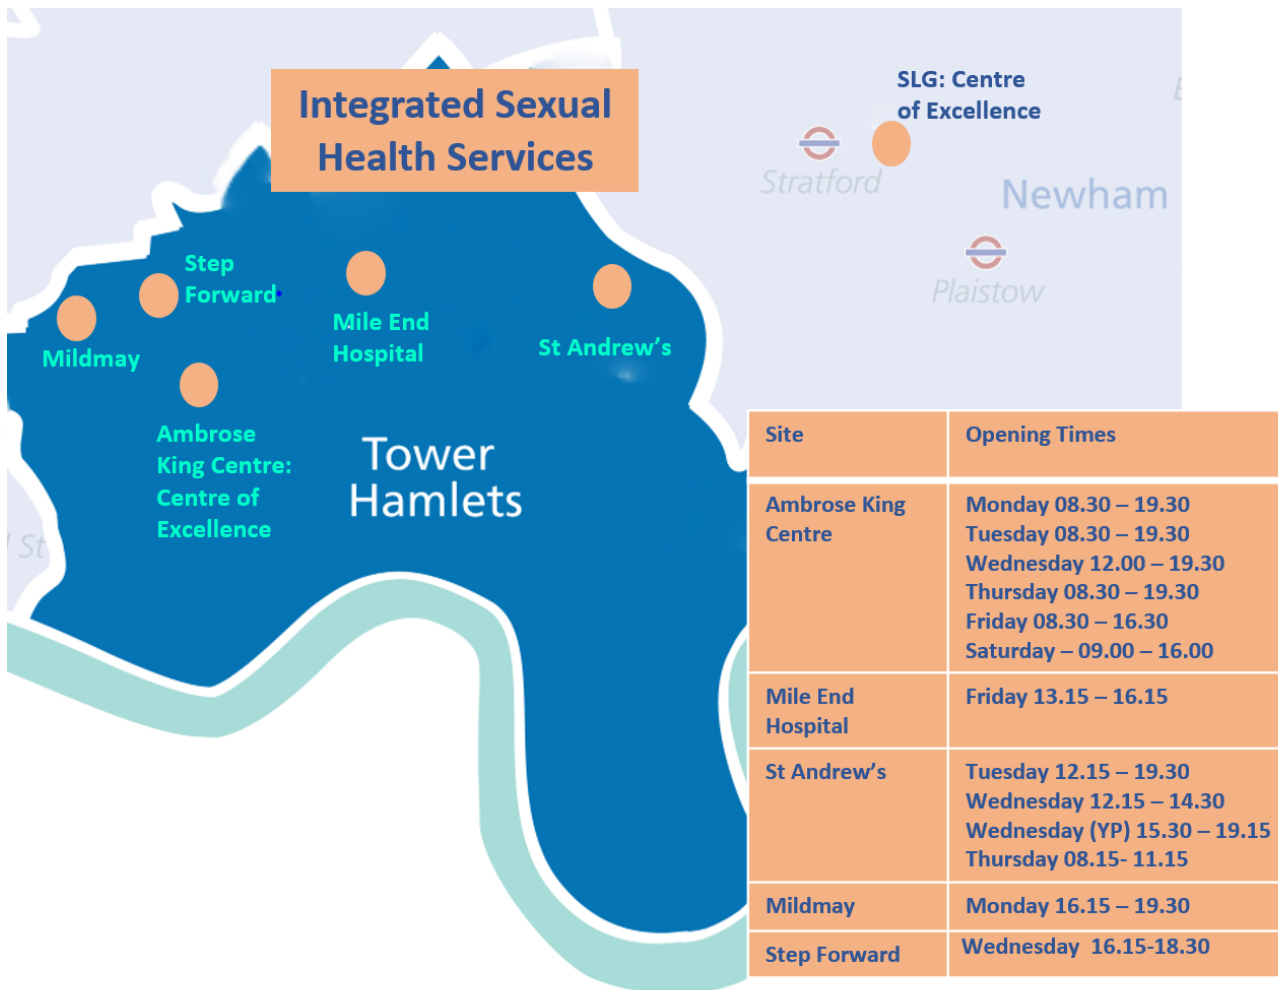 Integrated Sexual
Health Services
SLG: Centre
of Excellence
Stratford
Newham
Plaistow
Step
Forward
Mildmay
Mile End
Hospital
St Andrew's
Ambrose
King Centre:
Centre of
Excellence
Tower
Hamlets
St
Site Opening Times
Ambrose King Monday 08.30 – 19.30
Centre Tuesday 08.30 – 19.30
Wednesday 12.00 – 19.30
Thursday 08.30 – 19.30
Friday 08.30 – 16.30
Saturday – 09.00 – 16.00
Mile End Friday 13.15 – 16.15
Hospital
St Andrew's Tuesday 12.15 – 19.30
Wednesday 12.15 – 14.30
Wednesday (YP) 15.30 – 19.15
Thursday 08.15- 11.15
Mildmay Monday 16.15 – 19.30
Step Forward Wednesday  16.15-18.30